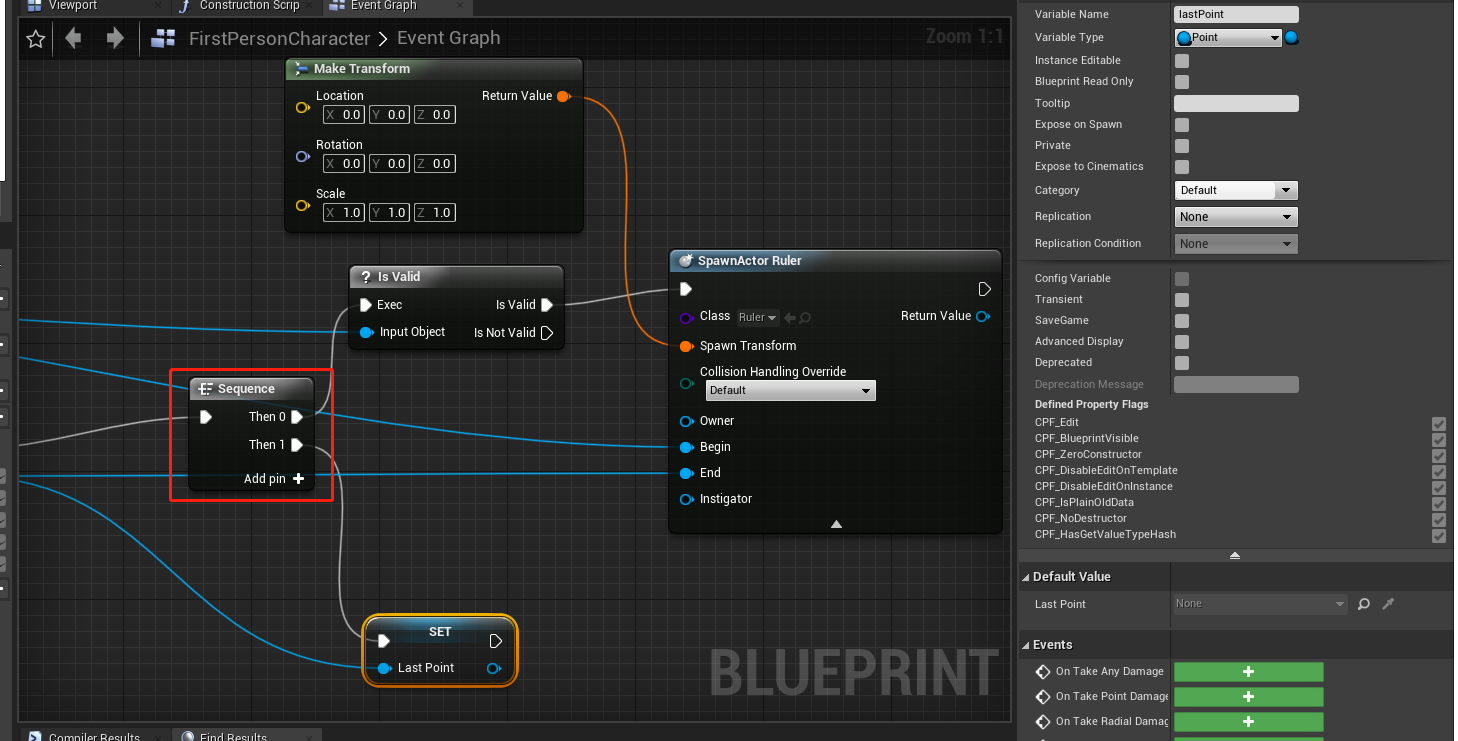 Viewport
Construction Scrip
Event Graph
FirstPersonCharacter > Event Graph
Zoom 1:1
Make Transform
Location
Return Value
X 0.0 Y 0.0 Z 0.0
Rotation
X 0.0 Y 0.0 Z 0.0
Scale
X 1.0 Y 1.0 Z 1.0
? Is Valid
Exec
Is Valid
Input Object
Is Not Valid
Sequence
Then 0
Then 1
Add pin +
SpawnActor Ruler
Class
Ruler
Return Value
Spawn Transform
Collision Handling Override
Default
Owner
Begin
End
Instigator
SET
Last Point
BLUEPRINT
Compiler Results
Find Results
Variable Name
lastPoint
Variable Type
Point
Instance Editable
Blueprint Read Only
Tooltip
Expose on Spawn
Private
Expose to Cinematics
Category
Default
Replication
None
Replication Condition
None
Config Variable
Transient
SaveGame
Advanced Display
Deprecated
Deprecation Message
Defined Property Flags
CPF_Edit
CPF_BlueprintVisible
CPF_ZeroConstructor
CPF_DisableEditOnTemplate
CPF_DisableEditOnInstance
CPF_IsPlainOldData
CPF_NoDestructor
CPF_HasGetValueTypeHash
Default Value
Last Point
None
Events
On Take Any Damage
+
On Take Point Damage
+
On Take Radial Damag
+